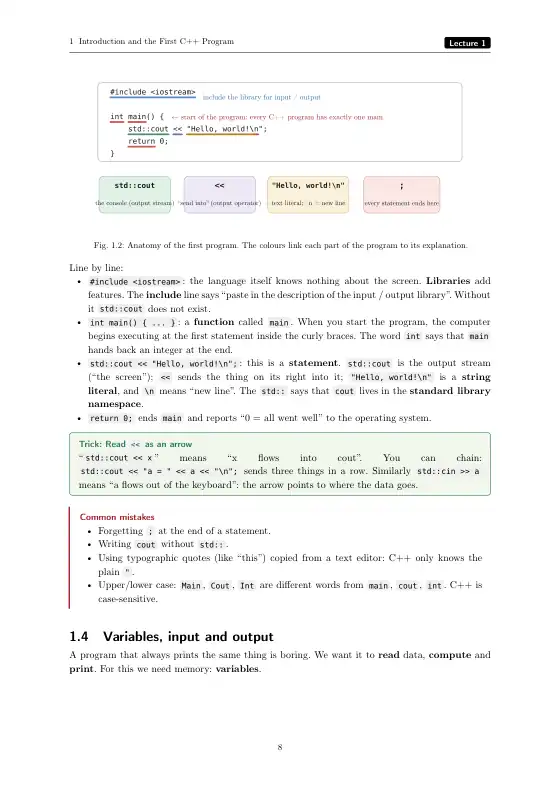 1 Introduction and the First C++ Program
Lecture 1
#include <iostream> include the library for input / output
int main() { ← start of the program: every C++ program has exactly one main
std::cout << "Hello, world!\n";
return 0;
}
std::cout
<<
"Hello, world!\n"
;
the console (output stream)
"send into" (output operator)
text literal; n = new line
every statement ends here
Fig. 1.2: Anatomy of the first program. The colours link each part of the program to its explanation.
Line by line:
• #include <iostream>: the language itself knows nothing about the screen. Libraries add
features. The include line says “paste in the description of the input / output library”. Without
it std::cout does not exist.
• int main() { ... }: a function called main. When you start the program, the computer
begins executing at the first statement inside the curly braces. The word int says that main
hands back an integer at the end.
• std::cout << "Hello, world!\n";: this is a statement. std::cout is the output stream
(“the screen”); << sends the thing on its right into it; "Hello, world!\n" is a string
literal, and \n means “new line”. The std:: says that cout lives in the standard library
namespace.
• return 0; ends main and reports “0 = all went well” to the operating system.
Trick: Read << as an arrow
“std::cout << x” means “x flows into cout”. You can chain:
std::cout << "a = " << a << "\n"; sends three things in a row. Similarly std::cin >> a
means “a flows out of the keyboard”: the arrow points to where the data goes.
Common mistakes
• Forgetting ; at the end of a statement.
• Writing cout without std::.
• Using typographic quotes (like “this”) copied from a text editor: C++ only knows the
plain ".
• Upper/lower case: Main, Cout, Int are different words from main, cout, int. C++ is
case-sensitive.
1.4 Variables, input and output
A program that always prints the same thing is boring. We want it to read data, compute and
print. For this we need memory: variables.
8